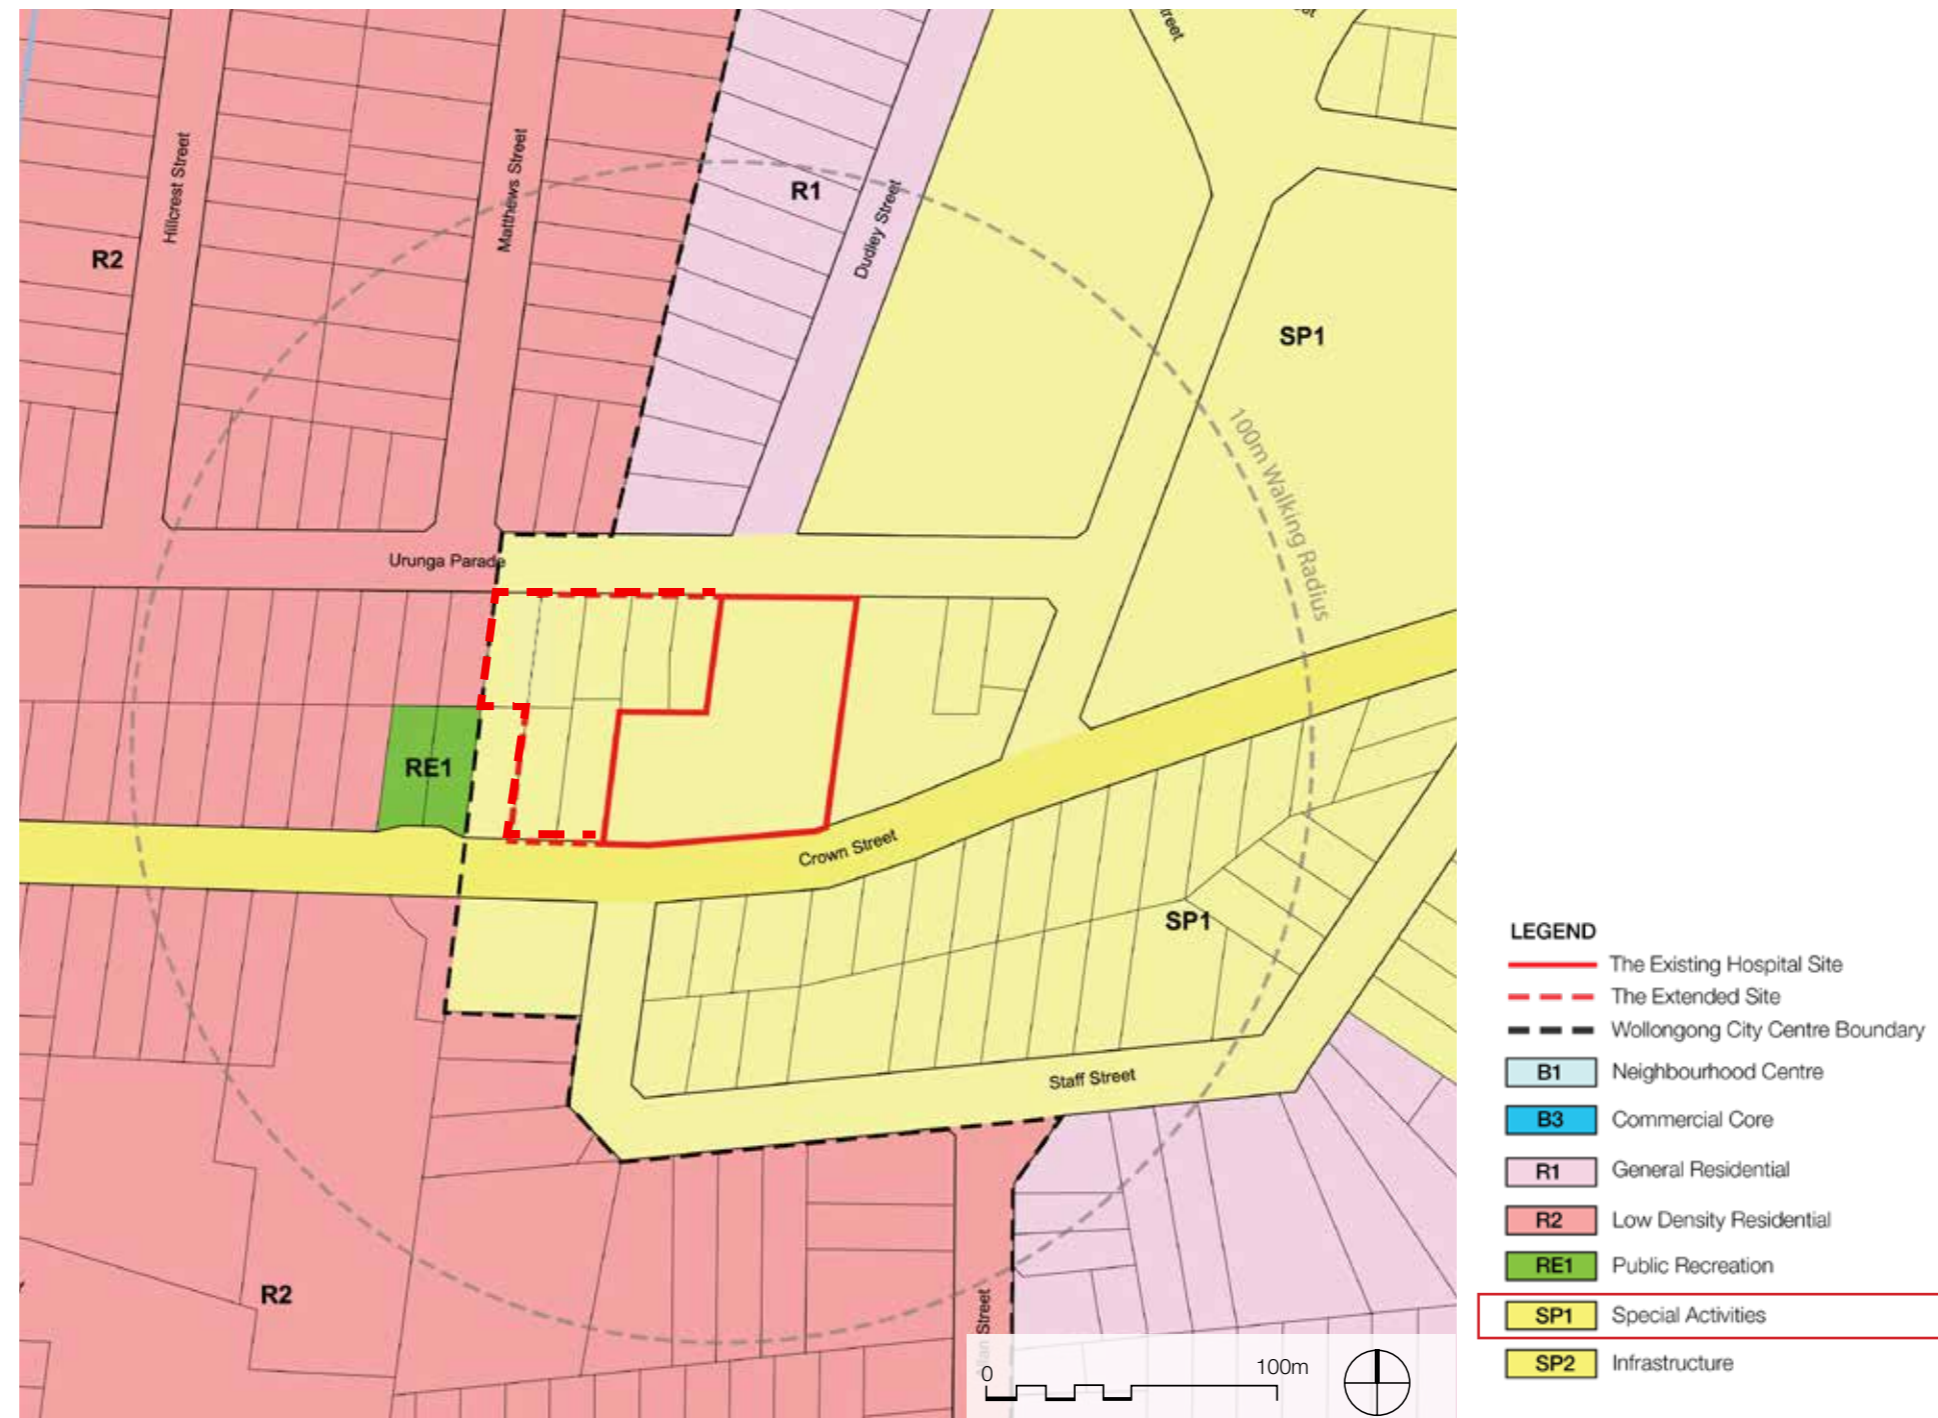 Hillcrest Street
Matthews Street
R1
Dudley Street
R2
SP1
100m Walking Radius
Urunga Parade
RE1
Crown Street
SP1
Staff Street
R2
Street
0
100m
LEGEND
The Existing Hospital Site
The Extended Site
Wollongong City Centre Boundary
B1 Neighbourhood Centre
B3 Commercial Core
R1 General Residential
R2 Low Density Residential
RE1 Public Recreation
SP1 Special Activities
SP2 Infrastructure